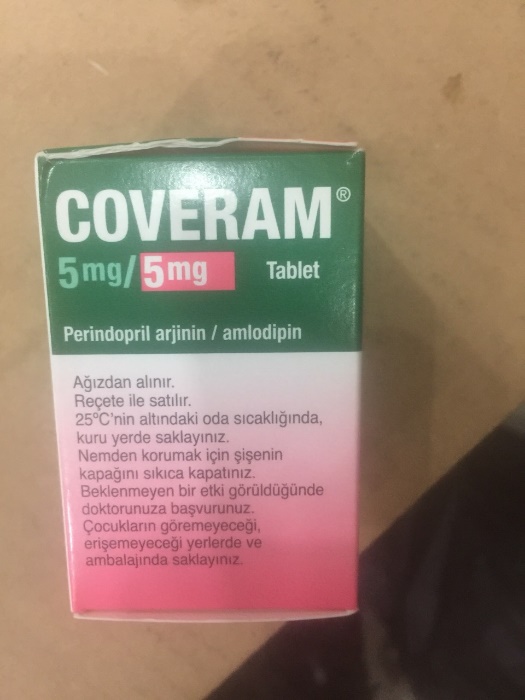 COVERAM®
5mg/5mg Tablet
Perindopril arjinin / amlodipin
Ağızdan alınır.
Reçete ile satılır.
25°C'nin altındaki oda sıcaklığında,
kuru yerde saklayınız.
Nemden korumak için şişenin
kapağını sıkıca kapatınız.
Beklenmeyen bir etki görüldüğünde
doktorunuza başvurunuz.
Çocukların göremeyeceği,
erişemeyeceği yerlerde ve
ambalajında saklayınız.